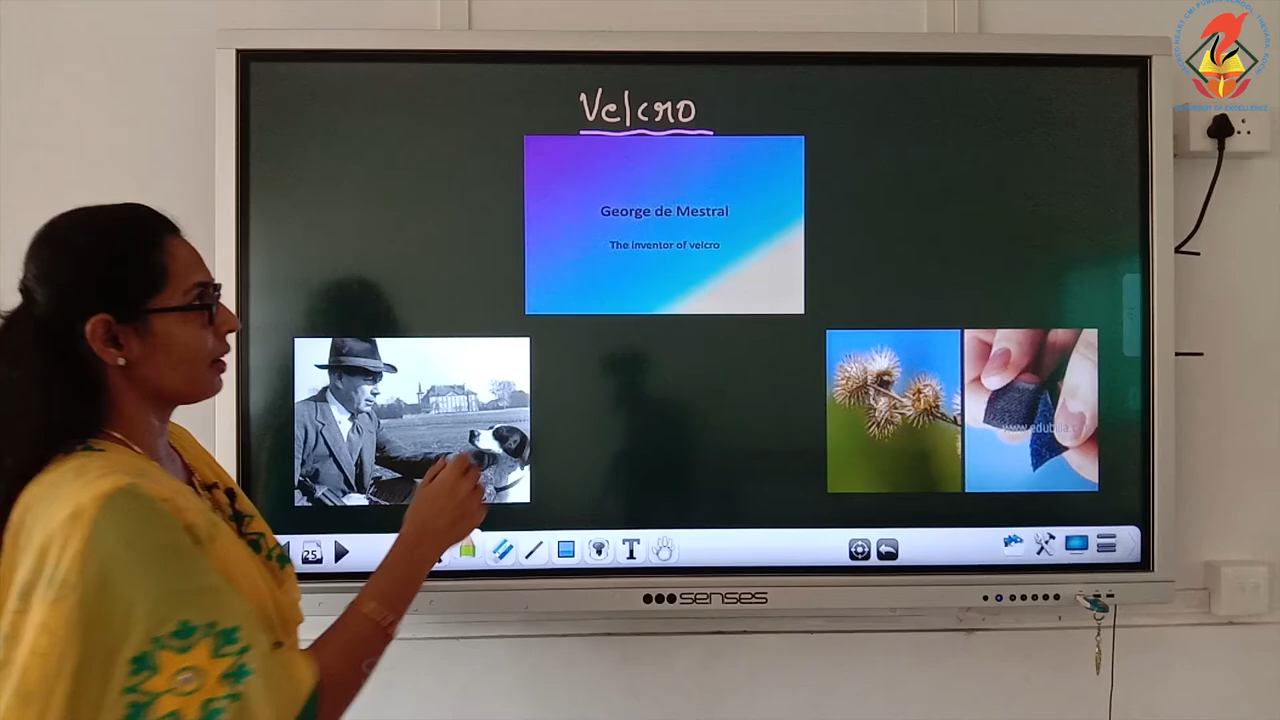 Velcro
George de Mestral
The inventor of velcro
25
T
senses